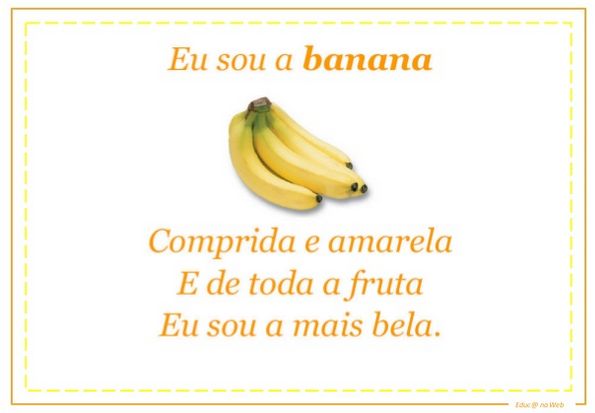 Eu sou a banana
Comprida e amarela
E de toda a fruta
Eu sou a mais bela.
Educ@ na Web